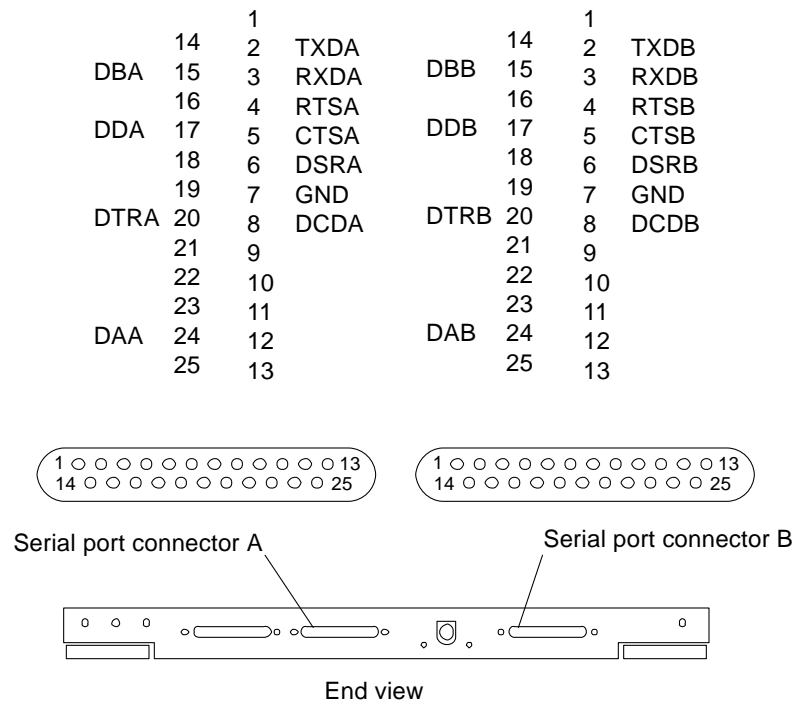 1
14 2 TXDA
DBA 15 3 RXDA
16 4 RTSA
DDA 17 5 CTSA
18 6 DSRA
19 7 GND
DTRA 20 8 DCDA
21 9
22 10
23 11
DAA 24 12
25 13
1
14 2 TXDB
DBB 15 3 RXDB
16 4 RTSB
DDB 17 5 CTSB
18 6 DSRB
19 7 GND
DTRB 20 8 DCDB
21 9
22 10
23 11
DAB 24 12
25 13
1 13
14 25
1 13
14 25
Serial port connector A
Serial port connector B
End view